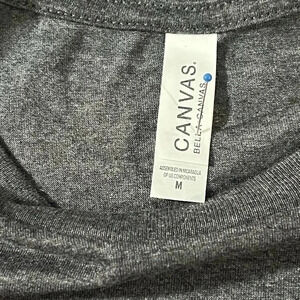 CANVAS.
BELLA+CANVAS
ASSEMBLED IN NICARAGUA
OF US COMPONENTS
M